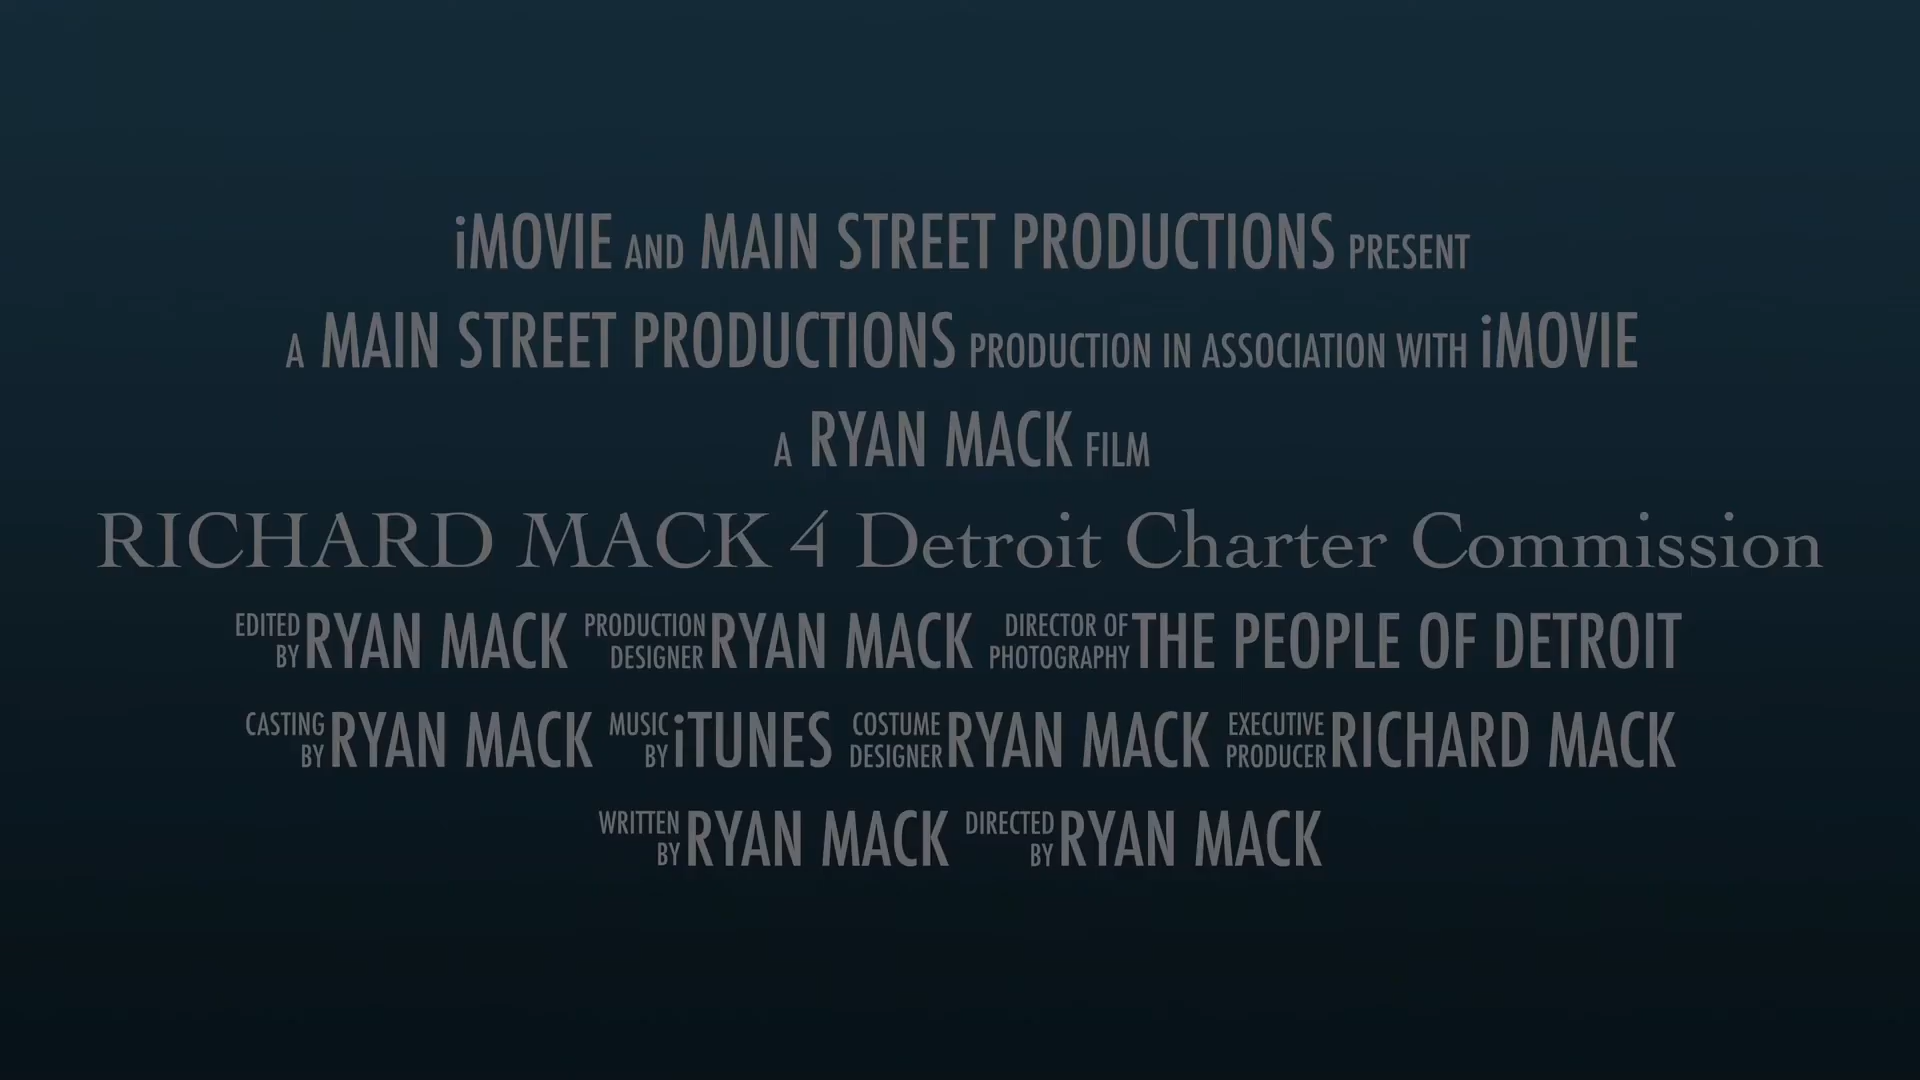 iMOVIE AND MAIN STREET PRODUCTIONS PRESENT
A MAIN STREET PRODUCTIONS PRODUCTION IN ASSOCIATION WITH iMOVIE
A RYAN MACK FILM
RICHARD MACK 4 Detroit Charter Commission
EDITED BY RYAN MACK PRODUCTION DESIGNER RYAN MACK DIRECTOR OF PHOTOGRAPHY THE PEOPLE OF DETROIT
CASTING BY RYAN MACK MUSIC BY iTUNES COSTUME DESIGNER RYAN MACK EXECUTIVE PRODUCER RICHARD MACK
WRITTEN BY RYAN MACK DIRECTED BY RYAN MACK